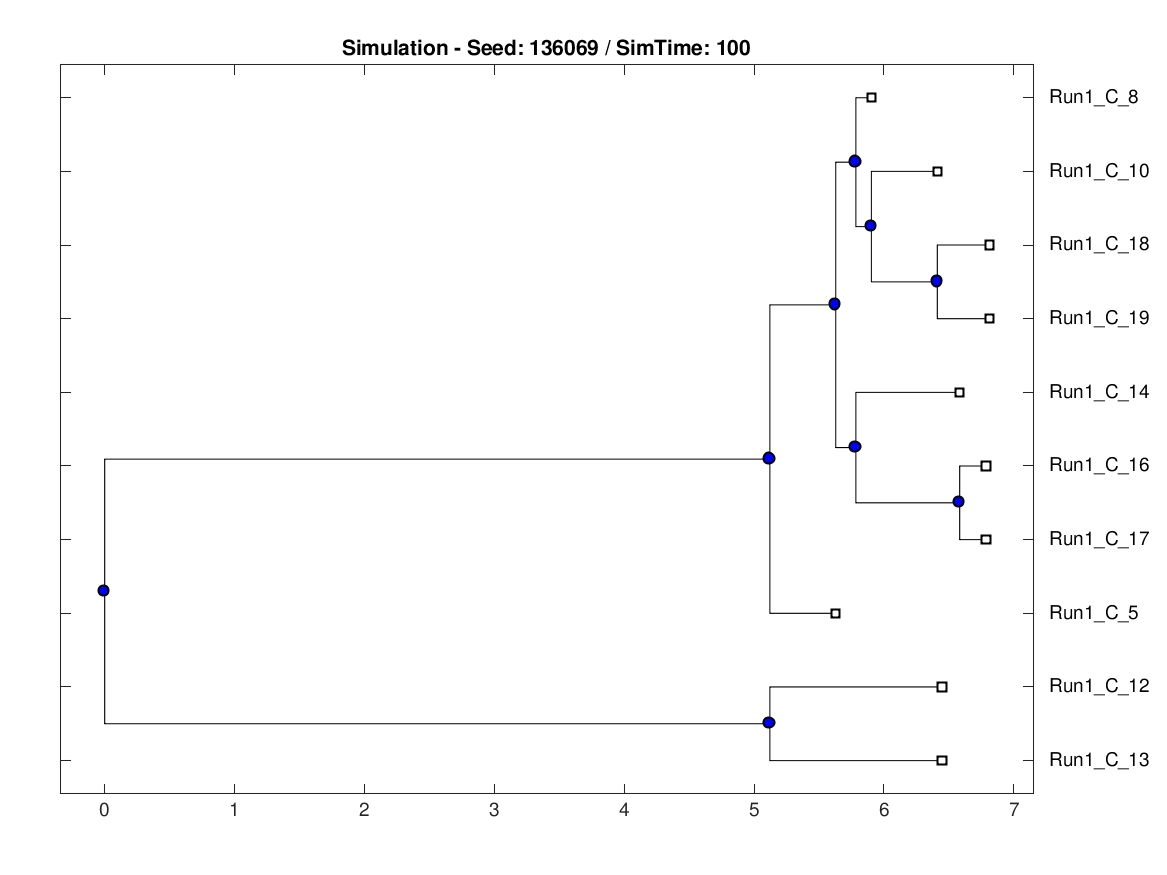 Simulation - Seed: 136069 / SimTime: 100
Run1_C_8
Run1_C_10
Run1_C_18
Run1_C_19
Run1_C_14
Run1_C_16
Run1_C_17
Run1_C_5
Run1_C_12
Run1_C_13
0 1 2 3 4 5 6 7